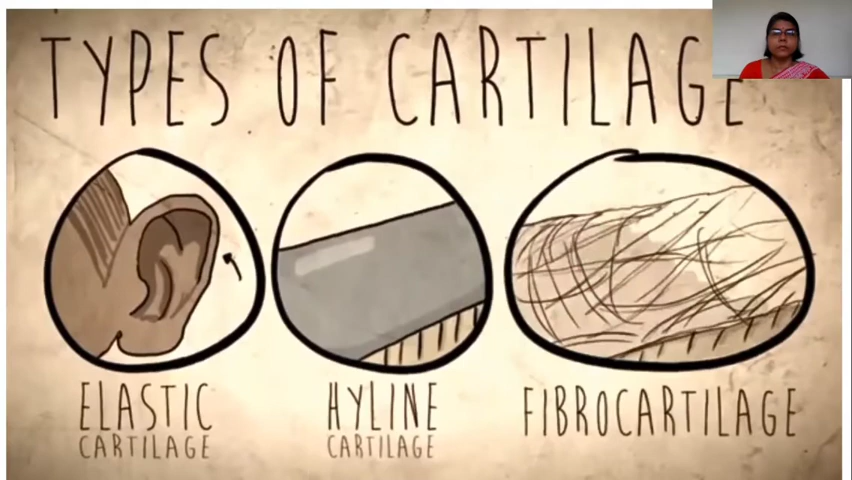 TYPES OF CARTILAGE
ELASTIC
CARTILAGE
HYLINE
CARTILAGE
FIBROCARTILAGE